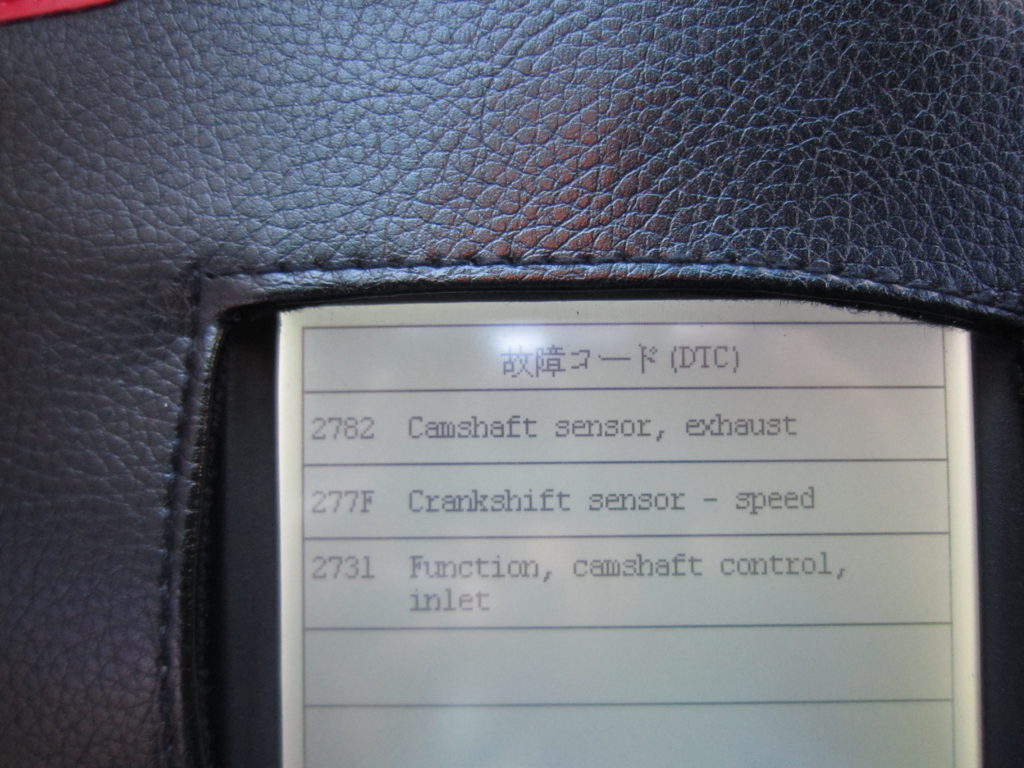 故障コード(DTC)
2782 Camshaft sensor, exhaust
277F Crankshift sensor - speed
2731 Function, camshaft control,
inlet